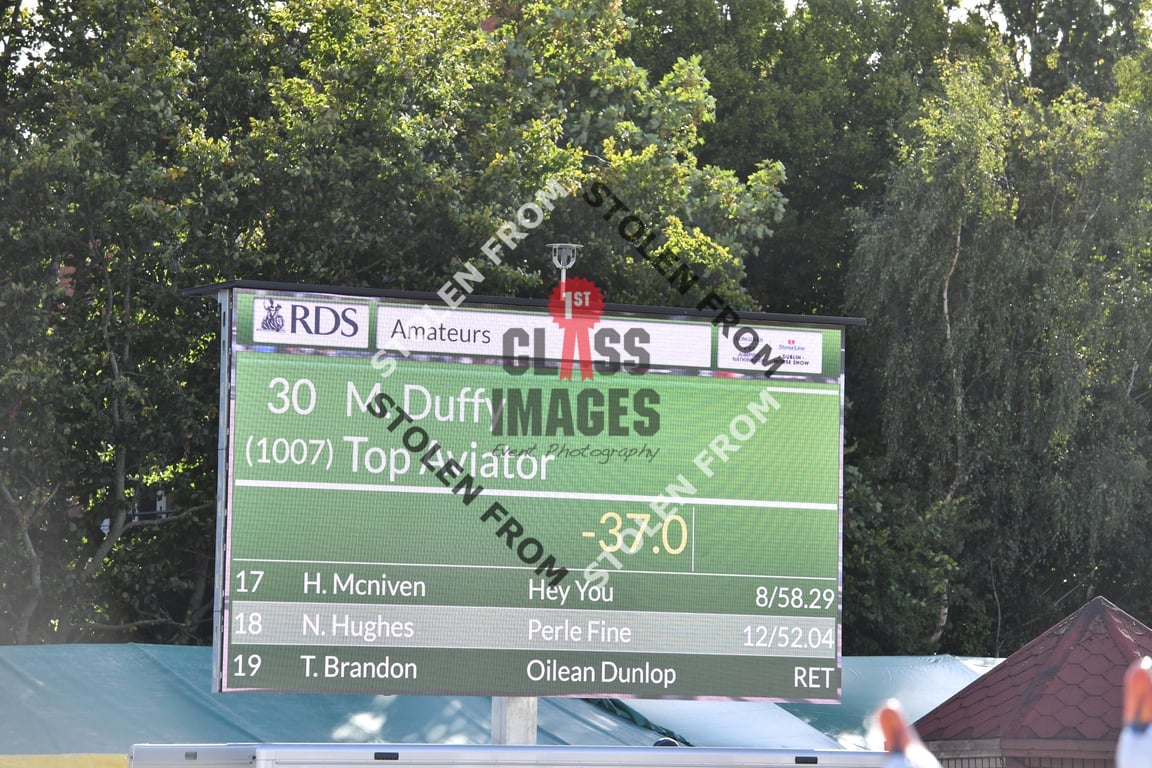 RDS
Amateurs
Stena Line
DUBLIN
HORSE SHOW
30 M. Duffy
(1007) Top Aviator
-37.0
17 H. Mcniven Hey You 8/58.29
18 N. Hughes Perle Fine 12/52.04
19 T. Brandon Oilean Dunlop RET
1ST
CLASS
IMAGES
Event Photography
STOLEN FROM
STOLEN FROM
STOLEN FROM
STOLEN FROM